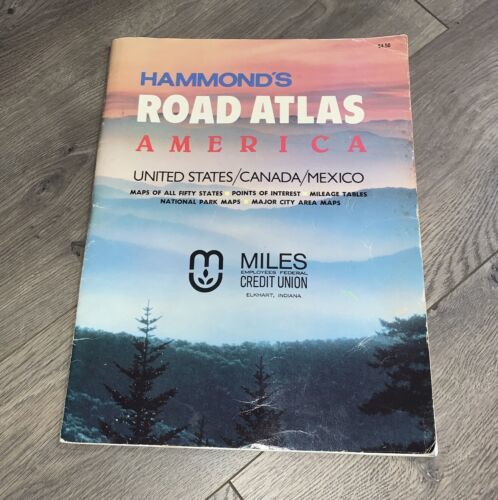 $4.50
HAMMOND'S
ROAD ATLAS
AMERICA
UNITED STATES/CANADA/MEXICO
MAPS OF ALL FIFTY STATES POINTS OF INTEREST MILEAGE TABLES
NATIONAL PARK MAPS MAJOR CITY AREA MAPS
MILES
EMPLOYEES FEDERAL
CREDIT UNION
ELKHART, INDIANA